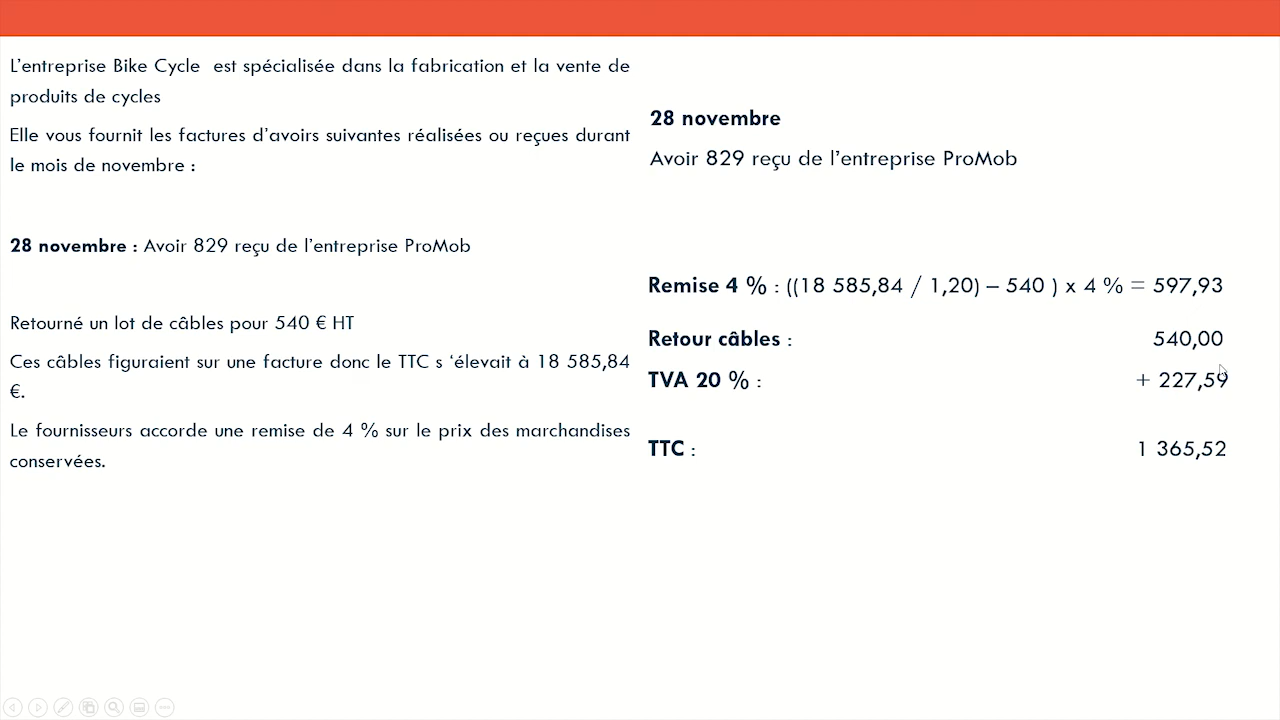 L'entreprise Bike Cycle est spécialisée dans la fabrication et la vente de
produits de cycles
Elle vous fournit les factures d'avoirs suivantes réalisées ou reçues durant
le mois de novembre :
28 novembre : Avoir 829 reçu de l'entreprise ProMob
Retourné un lot de câbles pour 540 € HT
Ces câbles figuraient sur une facture donc le TTC s ‘élevait à 18 585,84
€.
Le fournisseurs accorde une remise de 4 % sur le prix des marchandises
conservées.
28 novembre
Avoir 829 reçu de l'entreprise ProMob
Remise 4 % : ((18 585,84 / 1,20) – 540 ) x 4 % = 597,93
Retour câbles : 540,00
TVA 20 % : + 227,59
TTC : 1 365,52